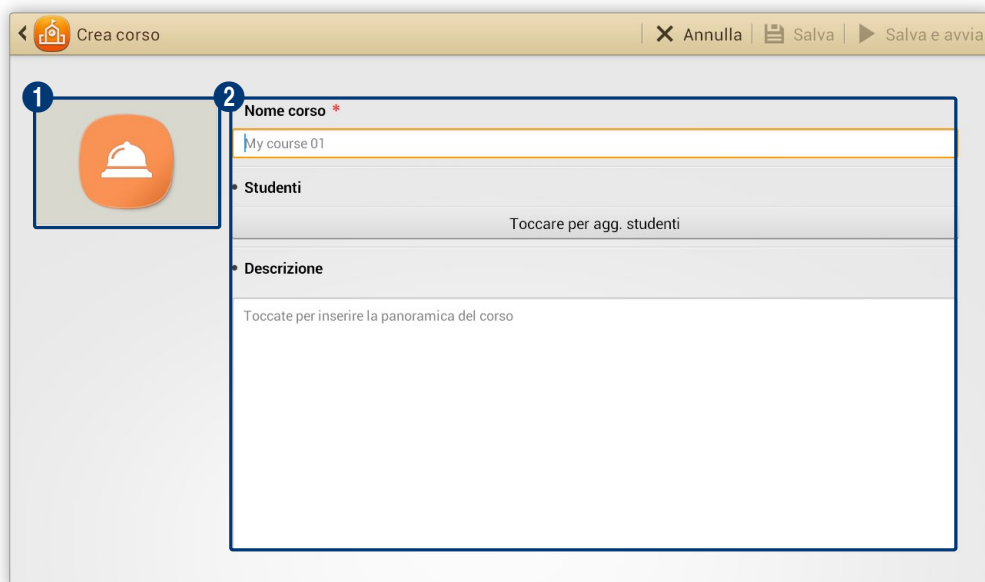 Crea corso
Annulla
Salva
Salva e avvia
1
2
Nome corso *
My course 01
• Studenti
Toccare per agg. studenti
• Descrizione
Toccate per inserire la panoramica del corso